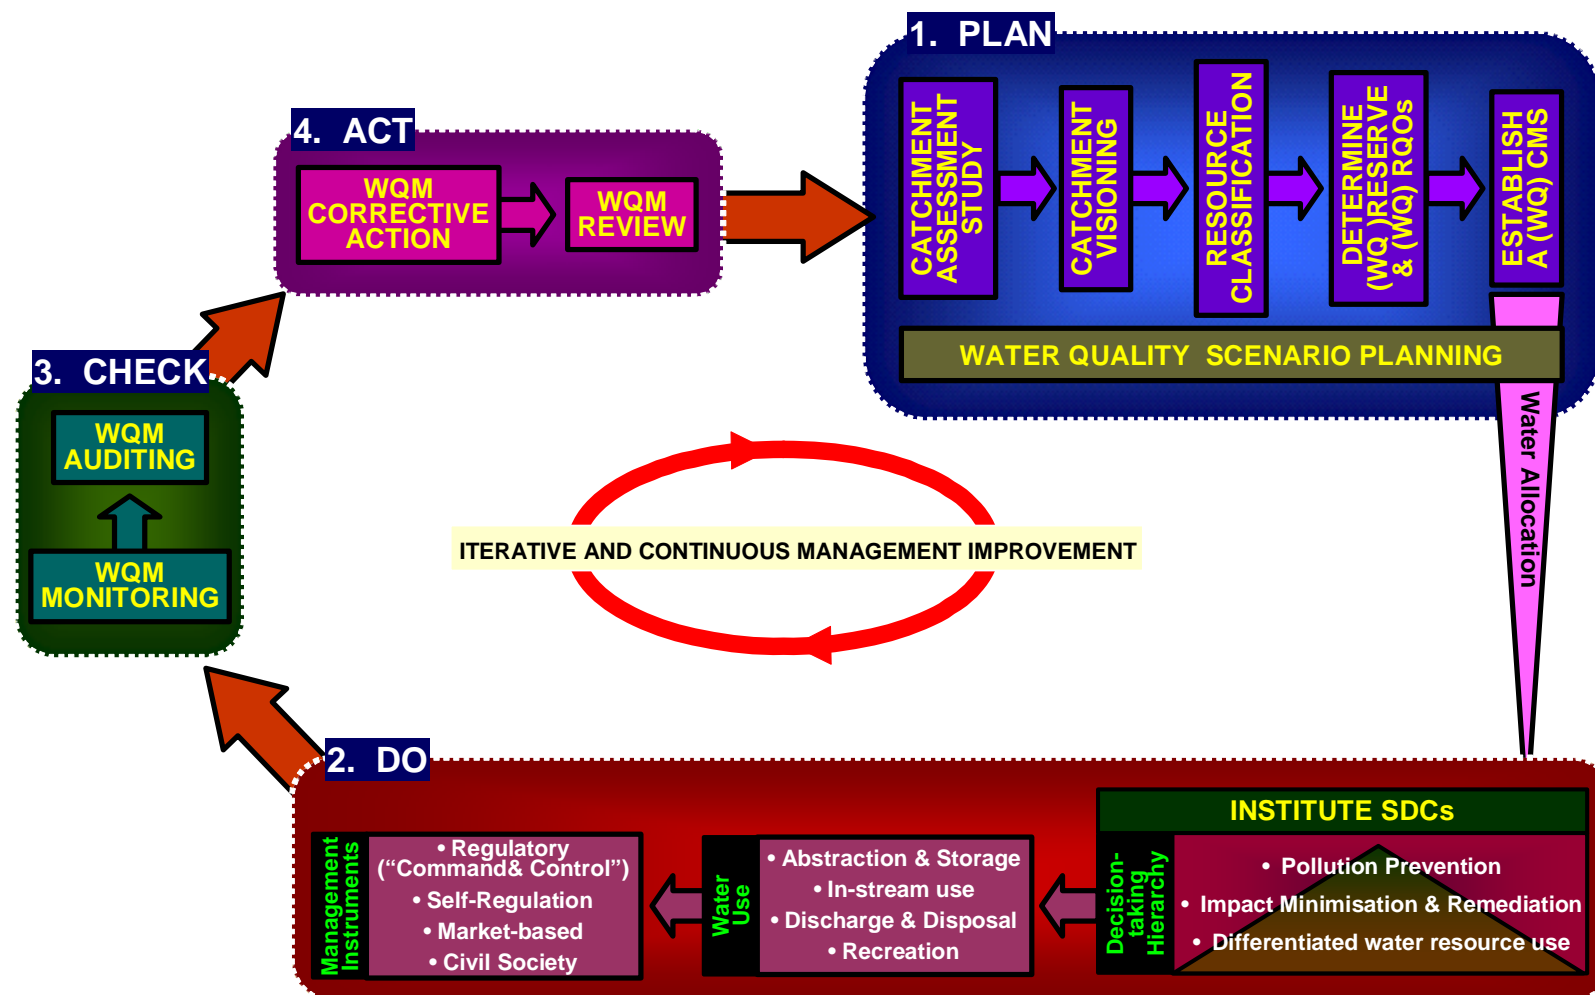 1. PLAN
CATCHMENT
ASSESSMENT
STUDY
CATCHMENT
VISIONING
RESOURCE
CLASSIFICATION
DETERMINE
(WQ )RESERVE
& (WQ) RQOs
ESTABLISH
A (WQ) CMS
WATER QUALITY SCENARIO PLANNING
Water Allocation
4. ACT
WQM
CORRECTIVE
ACTION
WQM
REVIEW
3. CHECK
WQM
AUDITING
WQM
MONITORING
ITERATIVE AND CONTINUOUS MANAGEMENT IMPROVEMENT
2. DO
Management
Instruments
• Regulatory
(“Command& Control”)
• Self-Regulation
• Market-based
• Civil Society
Water
Use
• Abstraction & Storage
• In-stream use
• Discharge & Disposal
• Recreation
INSTITUTE SDCs
Decision-
taking
Hierarchy
• Pollution Prevention
• Impact Minimisation & Remediation
• Differentiated water resource use